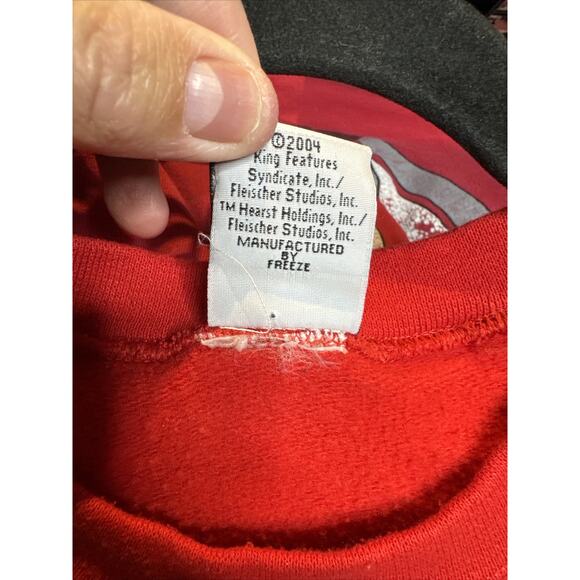 ©2004
King Features
Syndicate, Inc./
Fleischer Studios, Inc.
™ Hearst Holdings, Inc./
Fleischer Studios, Inc.
MANUFACTURED
BY
FREEZE